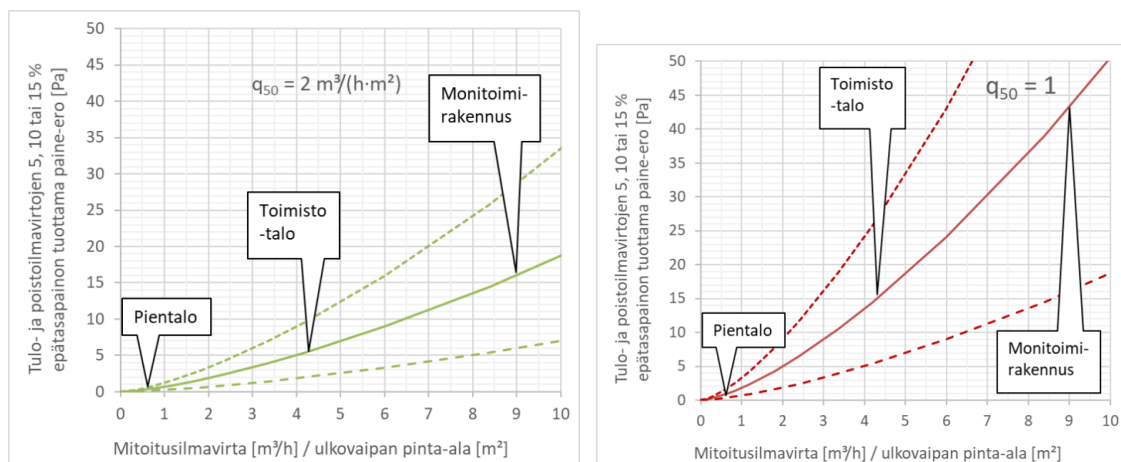 Tulo- ja poistoilmavirtojen 5, 10 tai 15 %
epätasapainon tuottama paine-ero [Pa]
50
45
40
35
30
25
20
15
10
5
0
q50 = 2 m³/(h·m²)
Monitoimi-
rakennus
Toimisto
-talo
Pientalo
0 1 2 3 4 5 6 7 8 9 10
Mitoitusilmavirta [m³/h] / ulkovaipan pinta-ala [m²]
Tulo- ja poistoilmavirtojen 5, 10 tai 15 %
epätasapainon tuottama paine-ero [Pa]
50
45
40
35
30
25
20
15
10
5
0
Toimisto
-talo
q50 = 1
Pientalo
Monitoimi-
rakennus
0 1 2 3 4 5 6 7 8 9 10
Mitoitusilmavirta [m³/h] / ulkovaipan pinta-ala [m²]